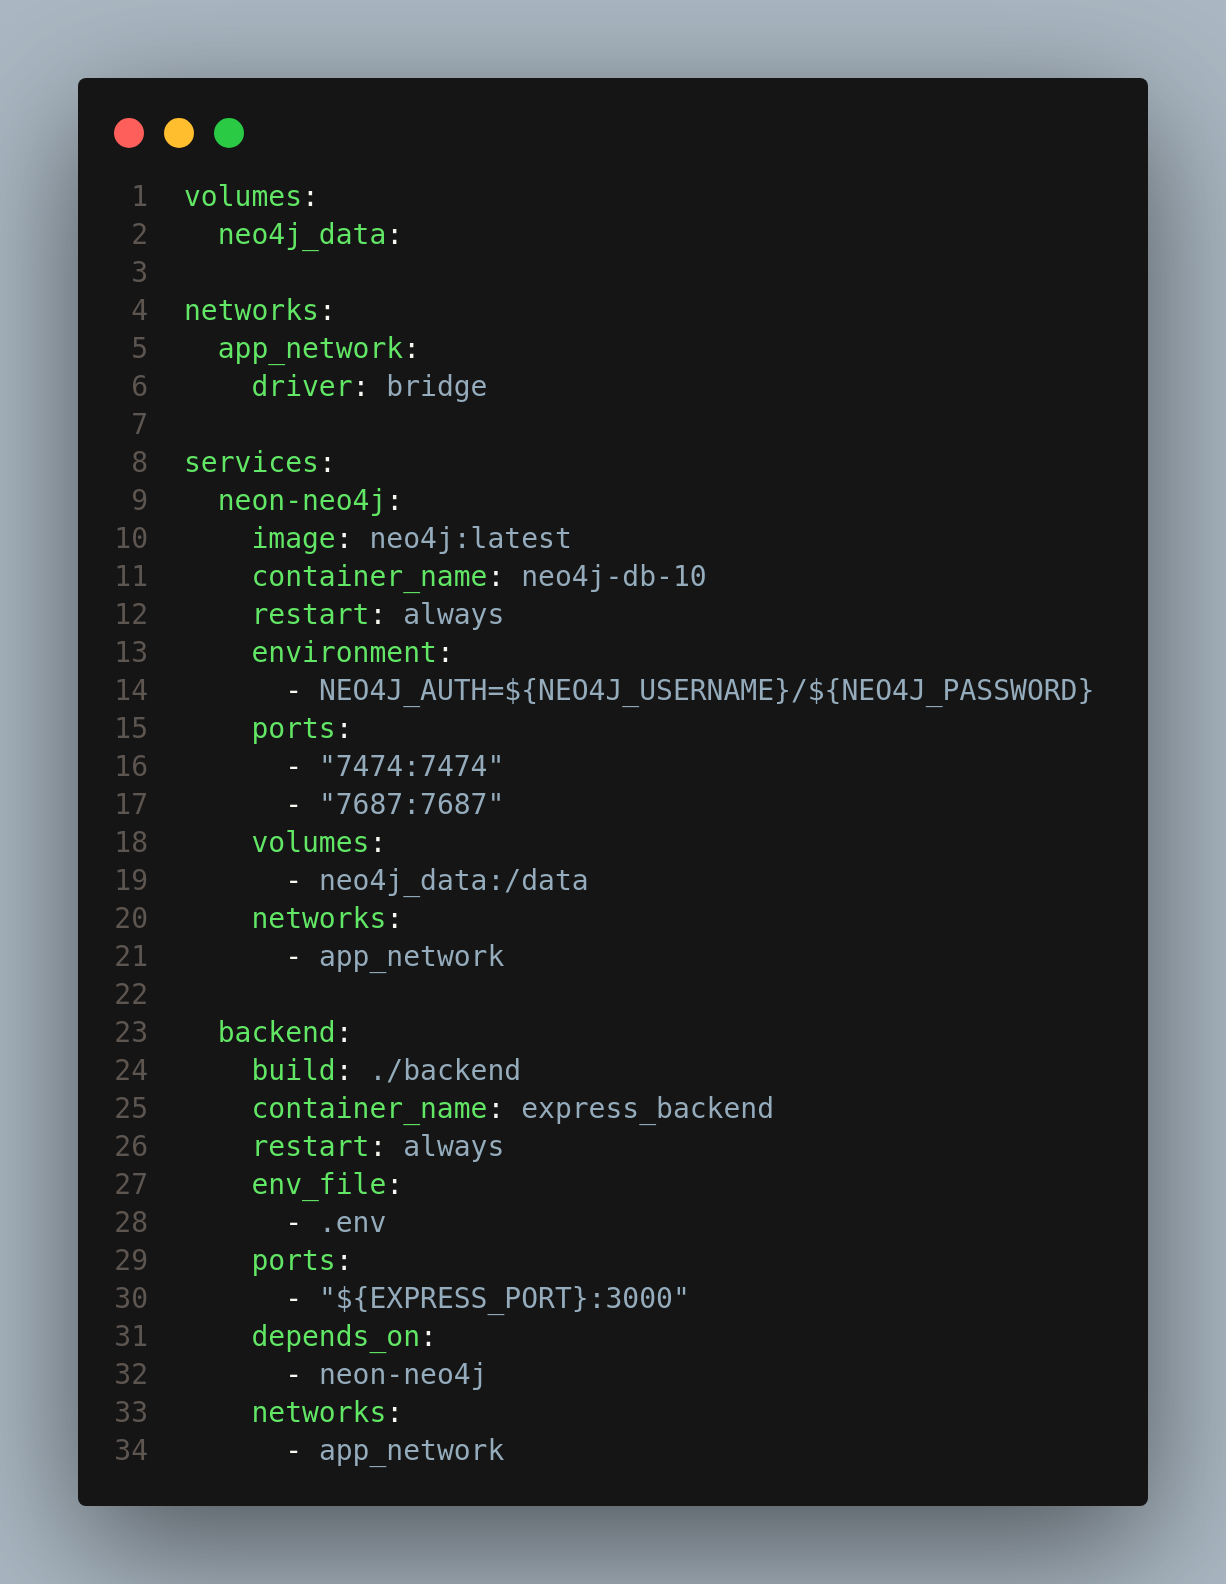 1 volumes:
2   neo4j_data:
3
4 networks:
5   app_network:
6     driver: bridge
7
8 services:
9   neon-neo4j:
10     image: neo4j:latest
11     container_name: neo4j-db-10
12     restart: always
13     environment:
14       - NEO4J_AUTH=${NEO4J_USERNAME}/${NEO4J_PASSWORD}
15     ports:
16       - "7474:7474"
17       - "7687:7687"
18     volumes:
19       - neo4j_data:/data
20     networks:
21       - app_network
22
23   backend:
24     build: ./backend
25     container_name: express_backend
26     restart: always
27     env_file:
28       - .env
29     ports:
30       - "${EXPRESS_PORT}:3000"
31     depends_on:
32       - neon-neo4j
33     networks:
34       - app_network